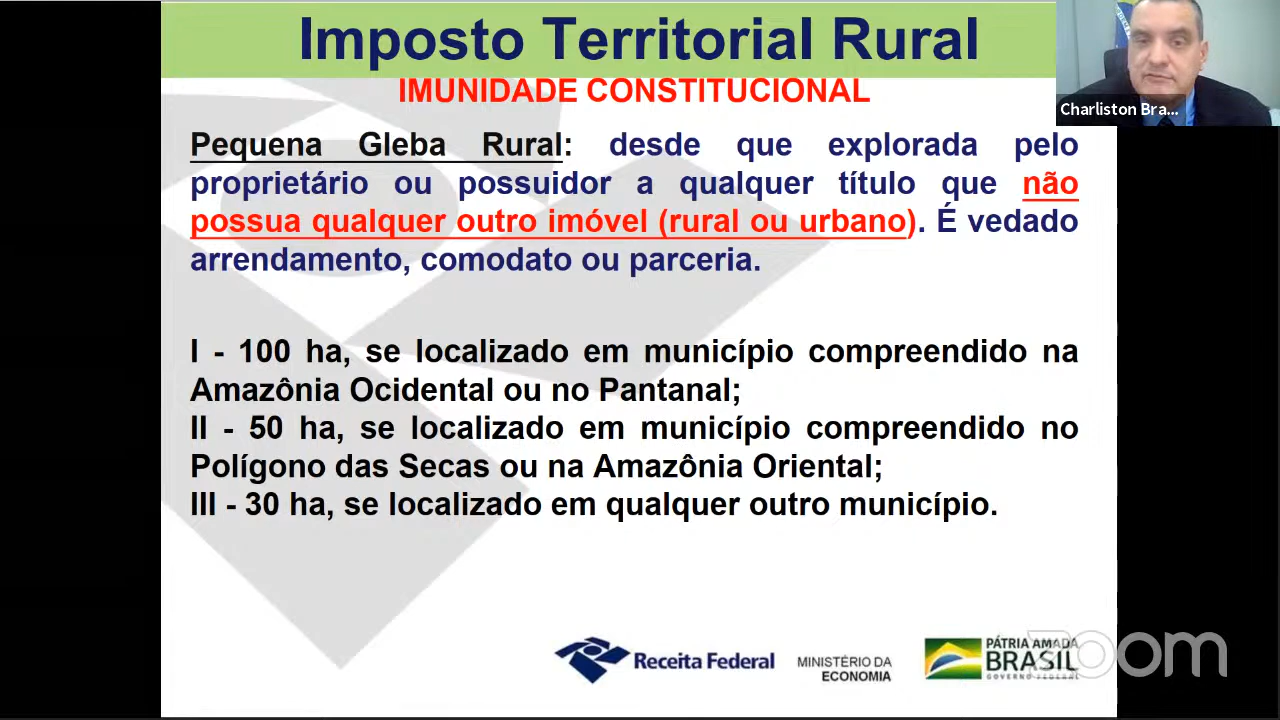 Imposto Territorial Rural
IMUNIDADE CONSTITUCIONAL
Charliston Bra...
Pequena Gleba Rural: desde que explorada pelo
proprietário ou possuidor a qualquer título que não
possua qualquer outro imóvel (rural ou urbano). É vedado
arrendamento, comodato ou parceria.
I - 100 ha, se localizado em município compreendido na
Amazônia Ocidental ou no Pantanal;
II - 50 ha, se localizado em município compreendido no
Polígono das Secas ou na Amazônia Oriental;
III - 30 ha, se localizado em qualquer outro município.
Receita Federal
MINISTÉRIO DA
ECONOMIA
PÁTRIA AMADA
BRASIL
GOVERNO FEDERAL
zoom